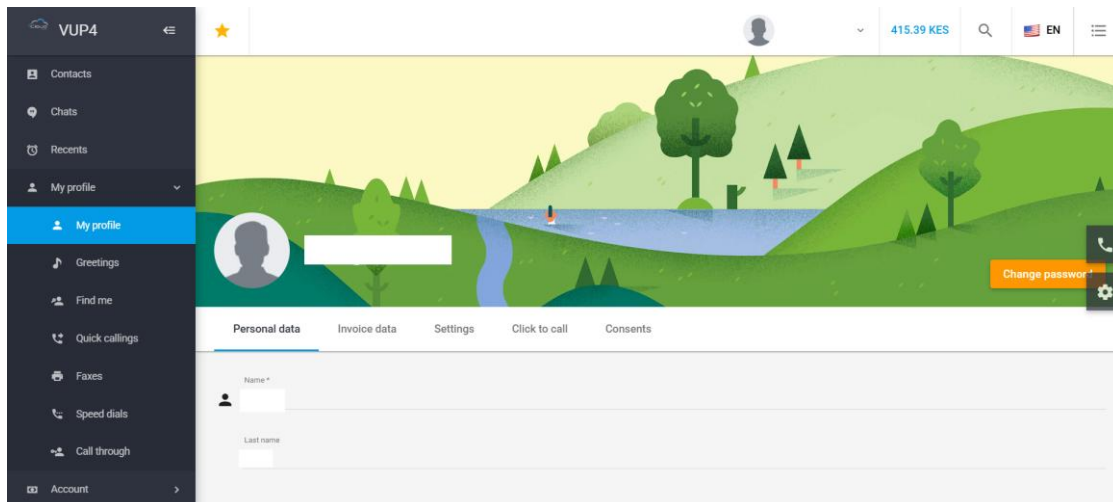 VUP4
415.39 KES
EN
Contacts
Chats
Recents
My profile
My profile
Greetings
Find me
Quick callings
Faxes
Speed dials
Call through
Account
Change password
Personal data
Invoice data
Settings
Click to call
Consents
Name *
Last name